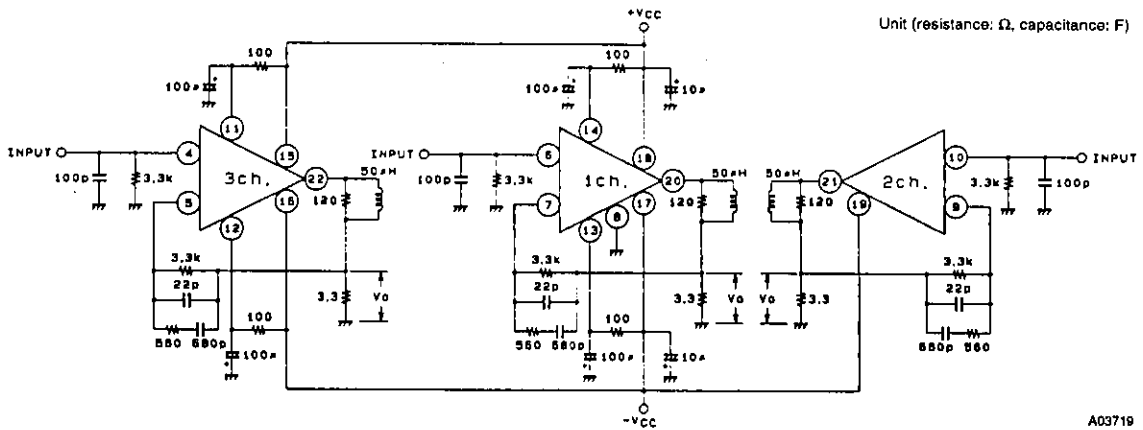 +VCC
Unit (resistance: Ω, capacitance: F)
100
100μ
+
11
INPUT
4
100p
3.3k
3ch.
5
12
15
16
22
50μH
120
3.3k
22p
560
680p
100
100μ
+
3.3
Vo
100
100μ
+
10μ
+
14
18
INPUT
6
100p
3.3k
1ch.
7
8
13
17
20
50μH
120
3.3k
22p
560
680p
100
100μ
+
10μ
+
3.3
Vo
50μH
120
21
2ch.
10
INPUT
3.3k
100p
9
19
Vo
3.3
3.3k
22p
560
-VCC
A03719